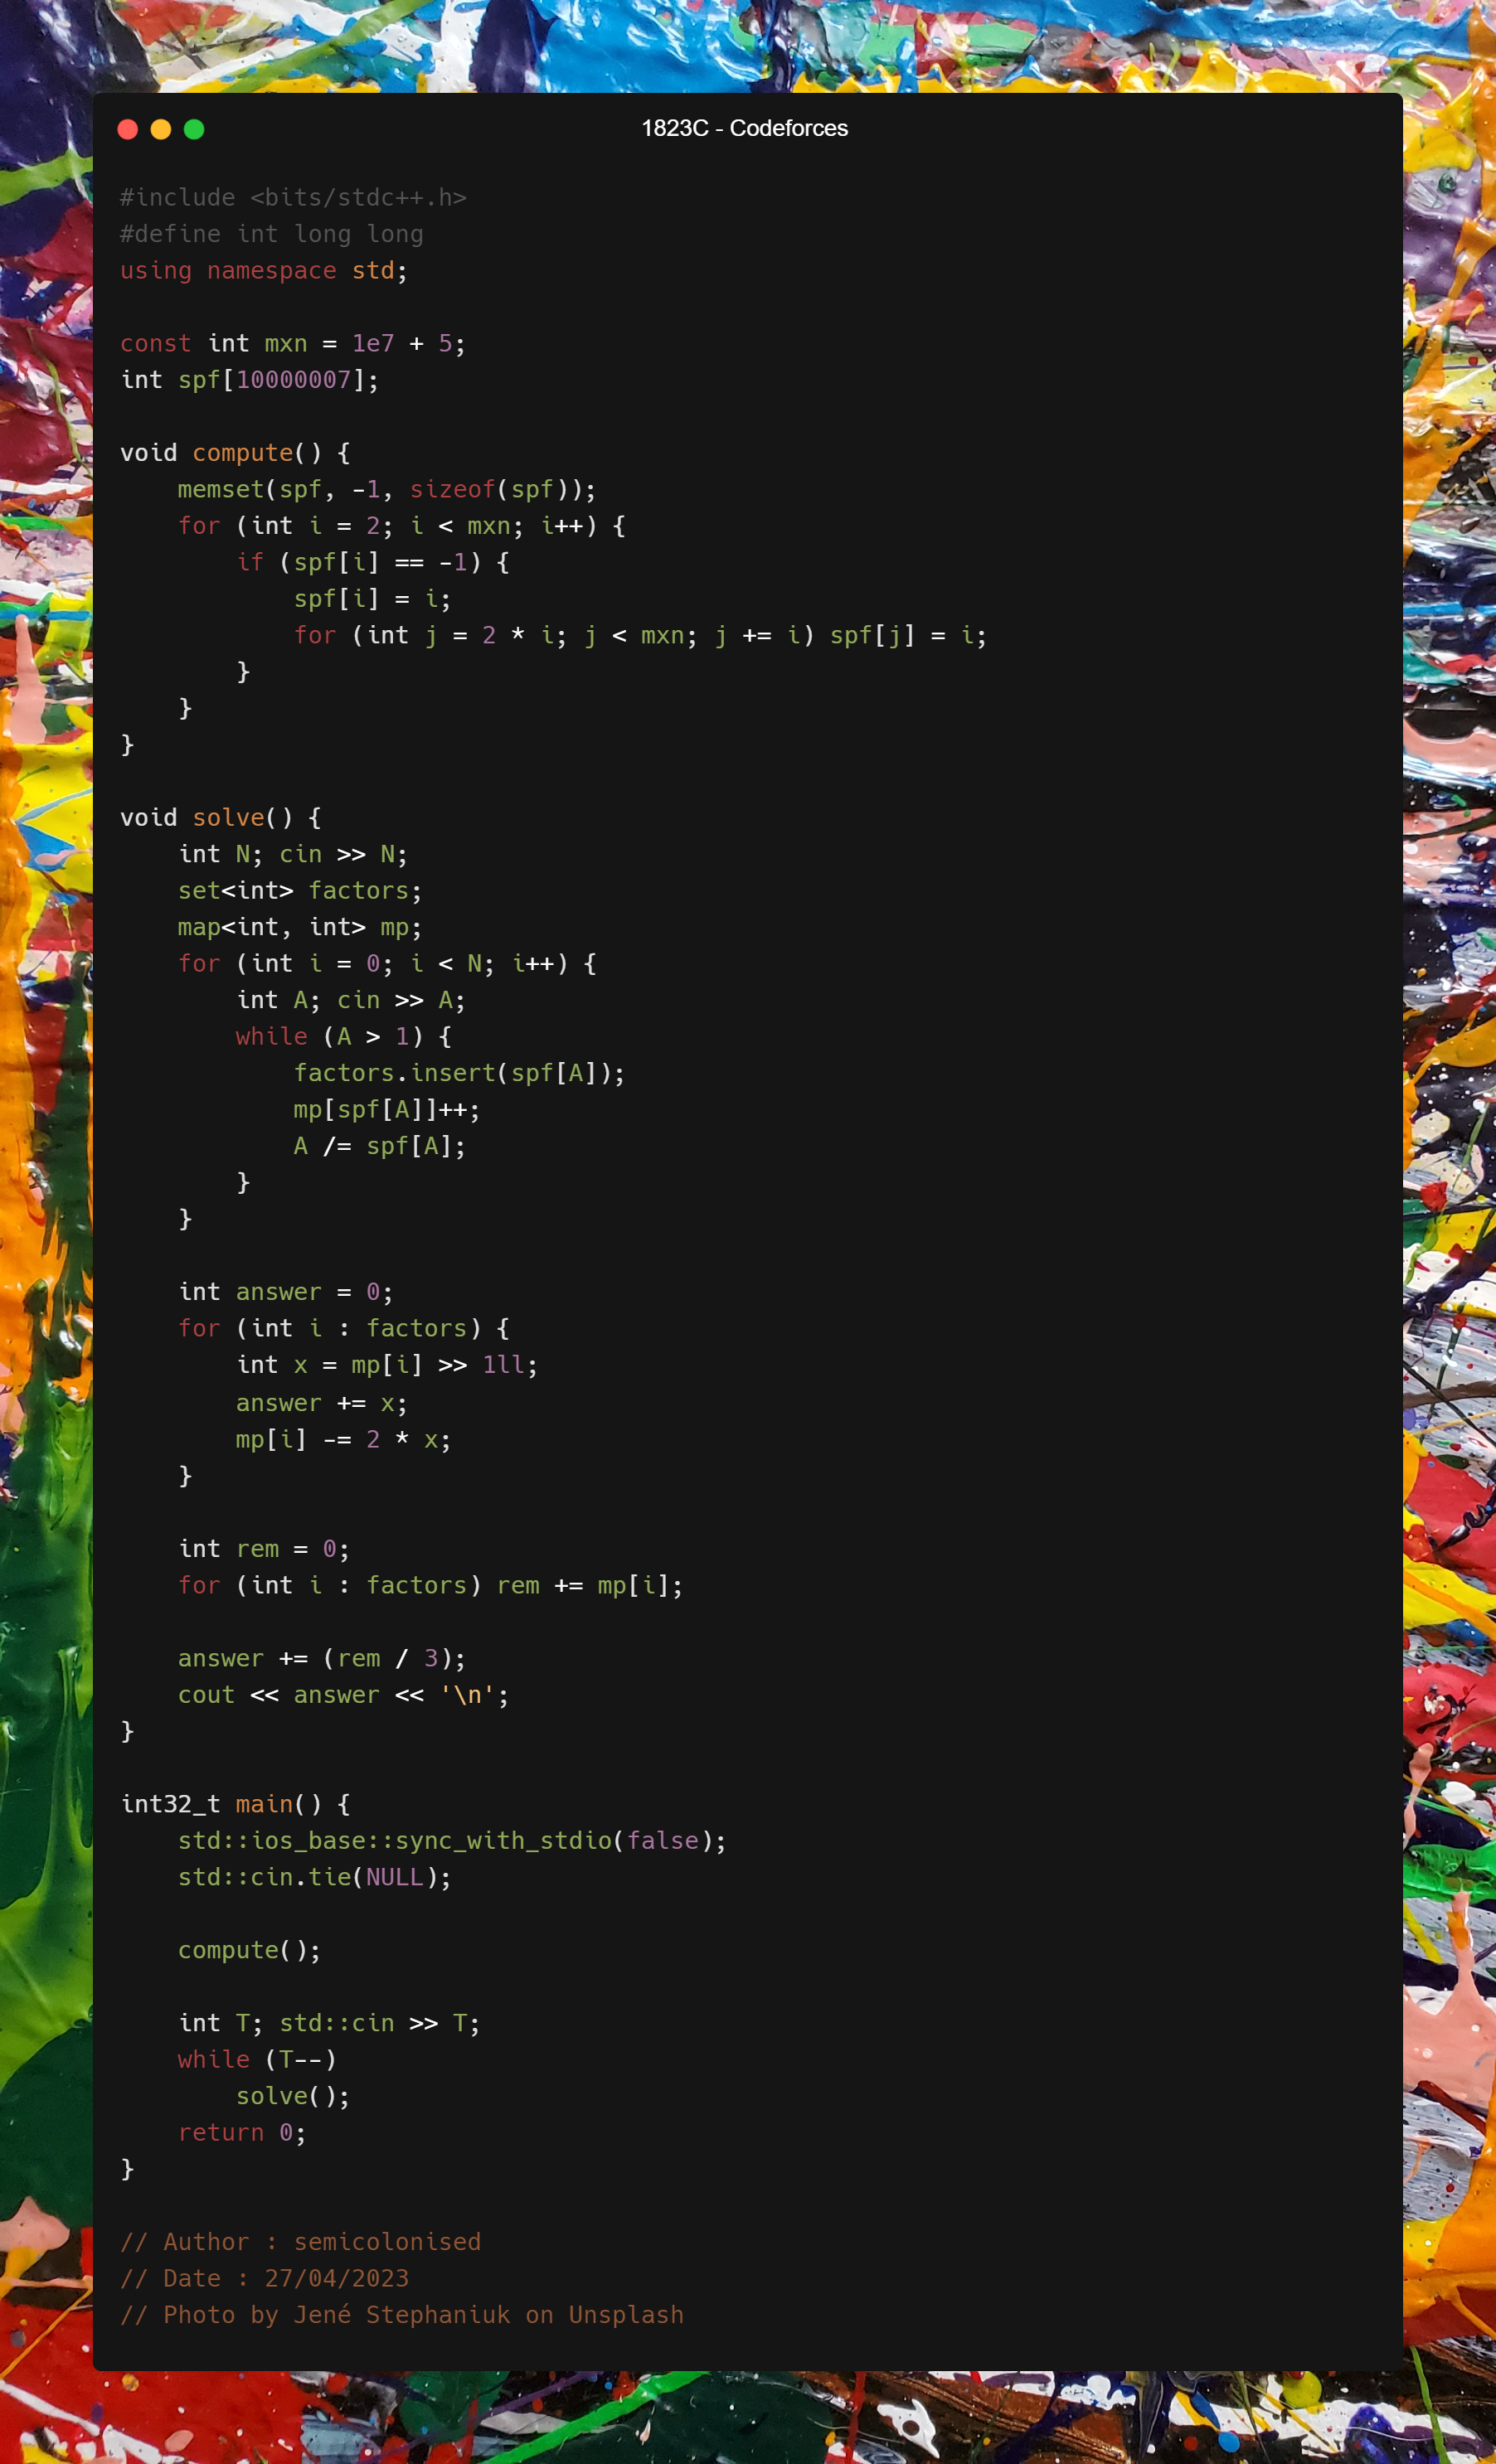 1823C - Codeforces
#include <bits/stdc++.h>
#define int long long
using namespace std;
const int mxn = 1e7 + 5;
int spf[10000007];
void compute() {
    memset(spf, -1, sizeof(spf));
    for (int i = 2; i < mxn; i++) {
        if (spf[i] == -1) {
            spf[i] = i;
            for (int j = 2 * i; j < mxn; j += i) spf[j] = i;
        }
    }
}
void solve() {
    int N; cin >> N;
    set<int> factors;
    map<int, int> mp;
    for (int i = 0; i < N; i++) {
        int A; cin >> A;
        while (A > 1) {
            factors.insert(spf[A]);
            mp[spf[A]]++;
            A /= spf[A];
        }
    }
    int answer = 0;
    for (int i : factors) {
        int x = mp[i] >> 1ll;
        answer += x;
        mp[i] -= 2 * x;
    }
    int rem = 0;
    for (int i : factors) rem += mp[i];
    answer += (rem / 3);
    cout << answer << '\n';
}
int32_t main() {
    std::ios_base::sync_with_stdio(false);
    std::cin.tie(NULL);
    compute();
    int T; std::cin >> T;
    while (T--)
        solve();
    return 0;
}
// Author : semicolonised
// Date : 27/04/2023
// Photo by Jené Stephaniuk on Unsplash